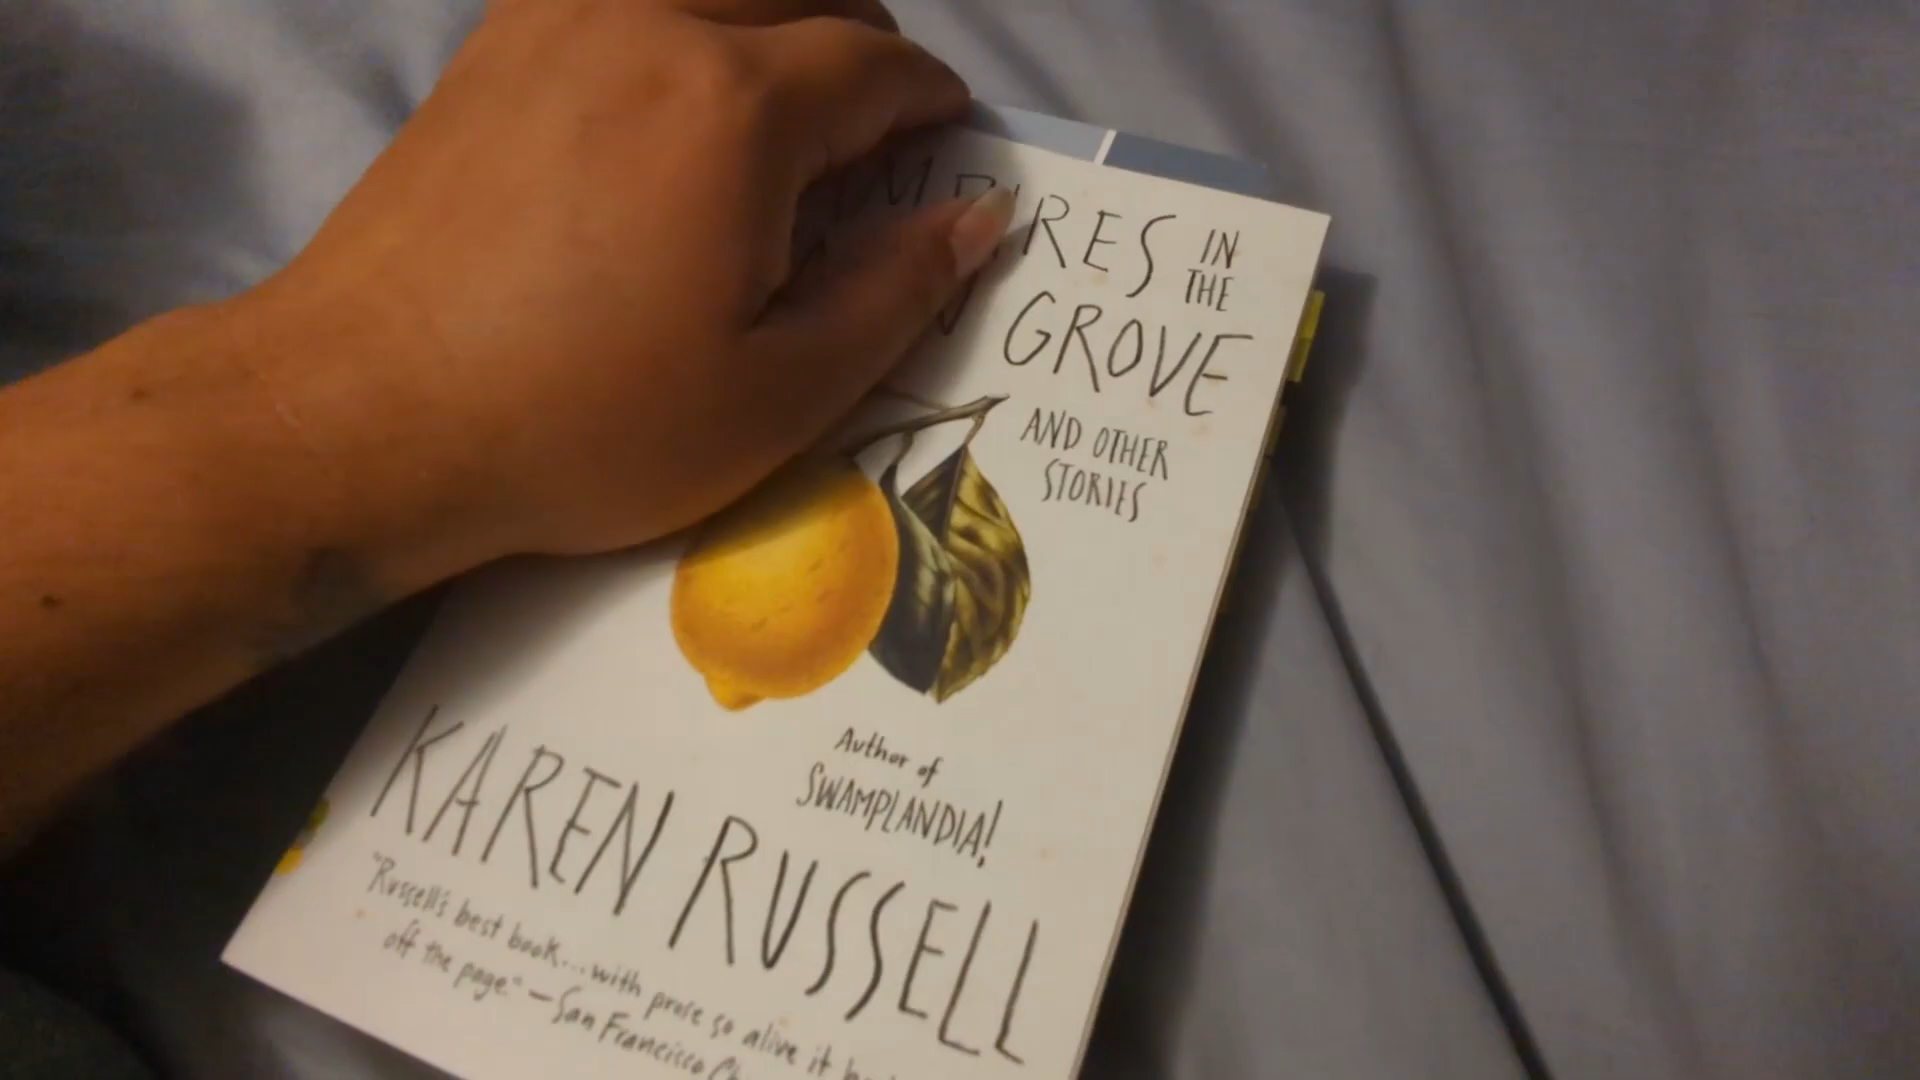 RES IN
THE
GROVE
AND OTHER
STORIES
Author of
SWAMPLANDIA!
KAREN RUSSELL
"Russell's best book...with prose so alive it
off the page." —San Francisco